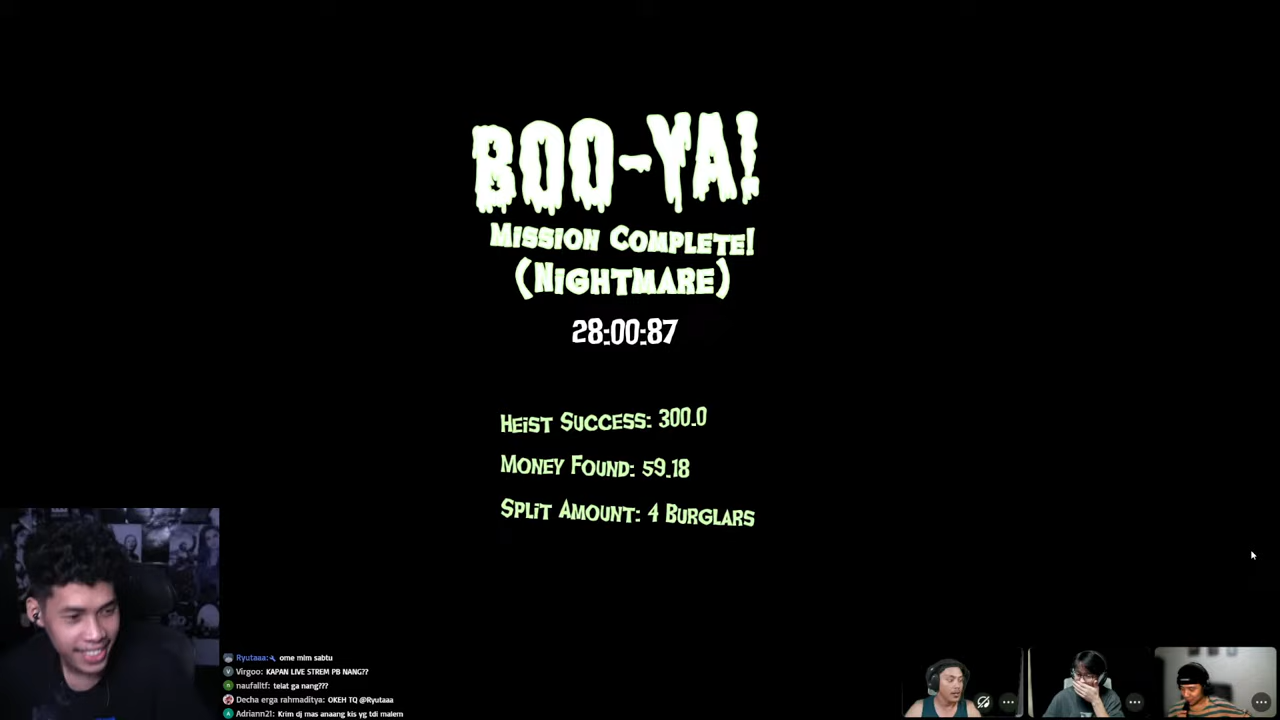 BOO-YA!
MISSION COMPLETE!
(NIGHTMARE)
28:00:87
HEIST SUCCESS: 300.0
MONEY FOUND: 59.18
SPLIT AMOUNT: 4 BURGLARS
Ryutaaa: ome mim sabtu
Virgoo: KAPAN LIVE STREM PB NANG??
naufalltf: telat ga nang???
Decha erga rahmaditya: OKEH TQ @Ryutaaa
Adriann21: Krim dj mas anaang kis yg tdi malem